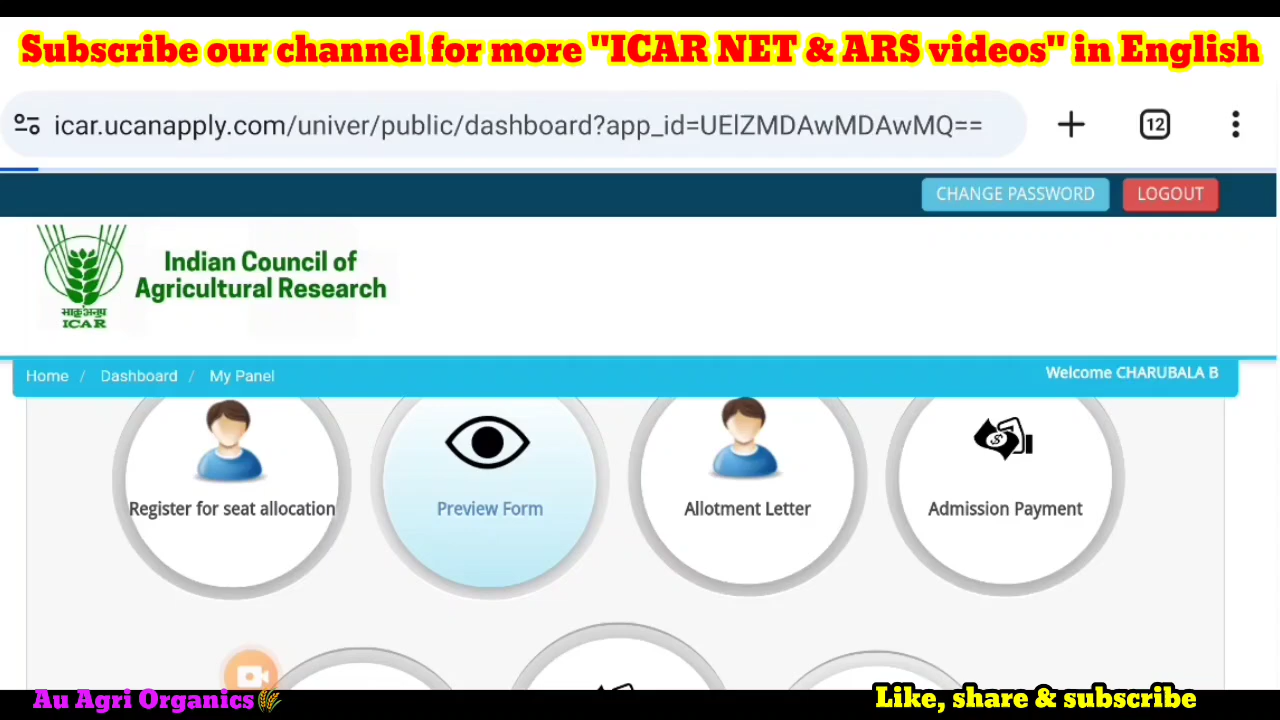 Subscribe our channel for more "ICAR NET & ARS videos" in English
icar.ucanapply.com/univer/public/dashboard?app_id=UElZMDAwMDAwMQ==
12
CHANGE PASSWORD LOGOUT
Indian Council of
Agricultural Research
भाकृअनुप
ICAR
Home / Dashboard / My Panel
Welcome CHARUBALA B
Register for seat allocation
Preview Form
Allotment Letter
Admission Payment
Au Agri Organics🌾
Like, share & subscribe